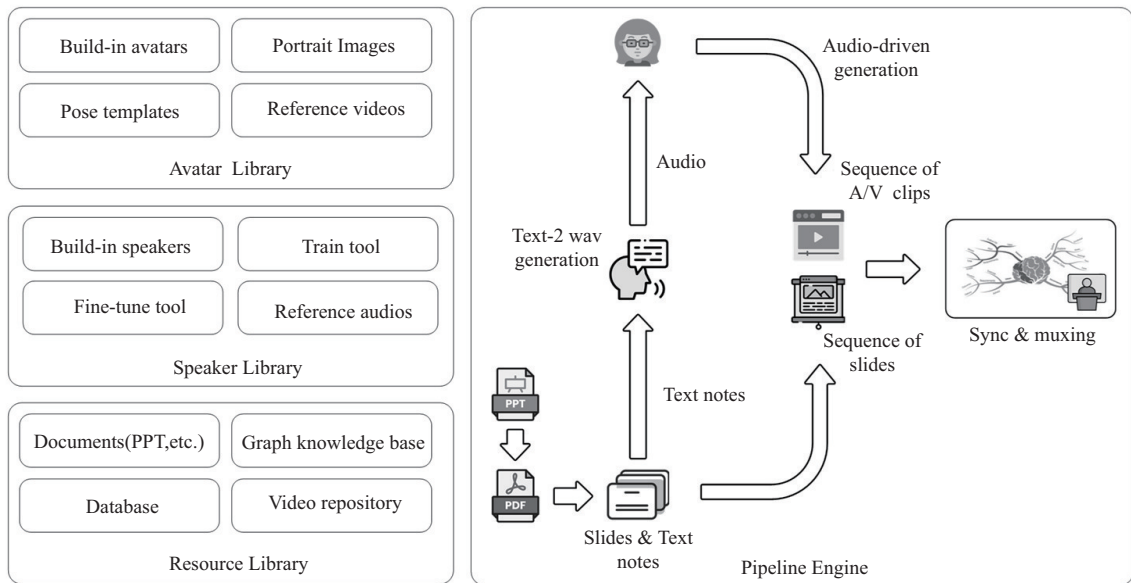 Build-in avatars
Portrait Images
Pose templates
Reference videos
Avatar Library
Build-in speakers
Train tool
Fine-tune tool
Reference audios
Speaker Library
Documents(PPT,etc.)
Graph knowledge base
Database
Video repository
Resource Library
Audio-driven
generation
Audio
Sequence of
A/V clips
Text-2 wav
generation
Sync & muxing
Sequence of
slides
Text notes
PPT
PDF
Slides & Text
notes
Pipeline Engine